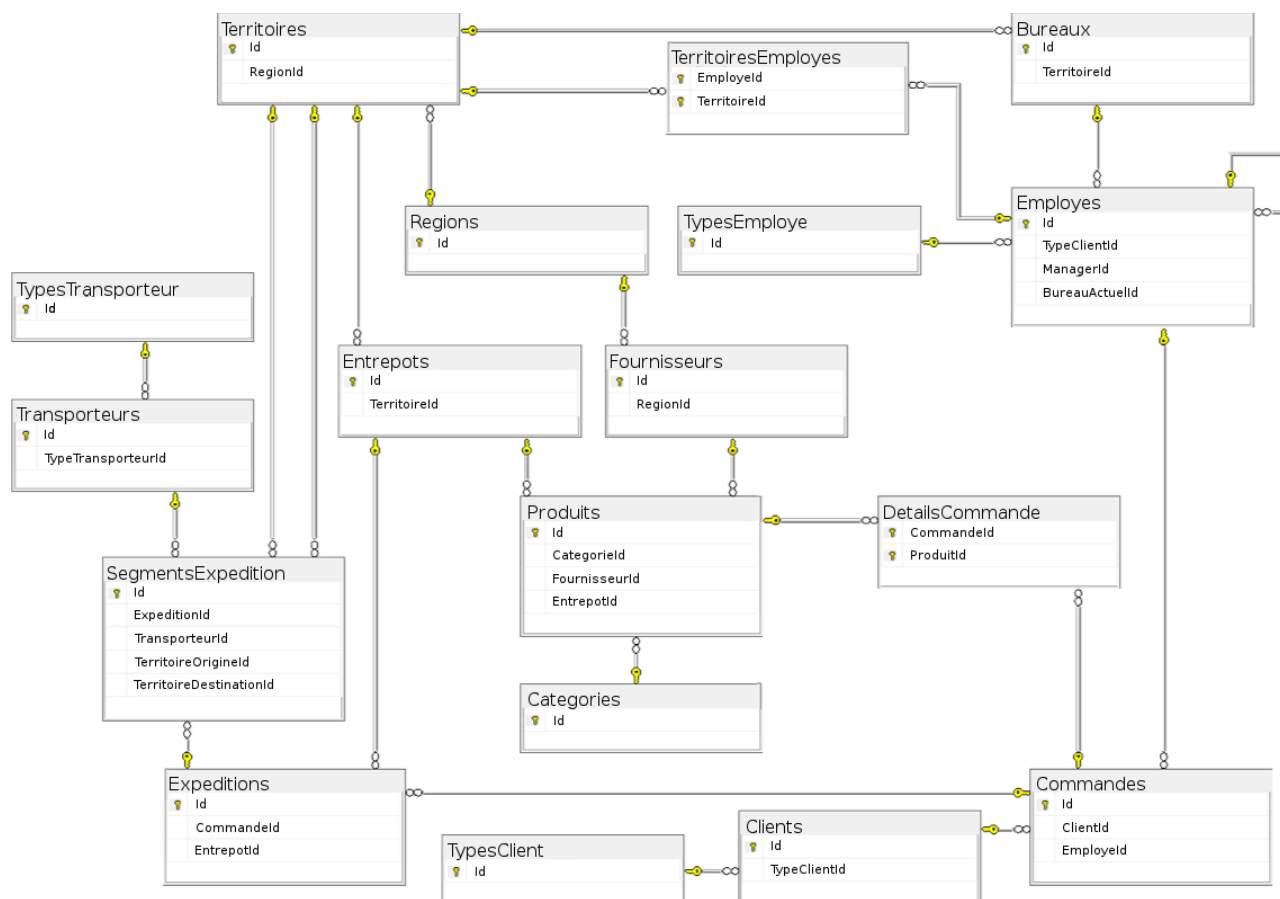 Territoires
Id
RegionId
Bureaux
Id
TerritoireId
TerritoiresEmployes
EmployeId
TerritoireId
Employes
Id
TypeClientId
ManagerId
BureauActuelId
Regions
Id
TypesEmploye
Id
TypesTransporteur
Id
Entrepots
Id
TerritoireId
Fournisseurs
Id
RegionId
Transporteurs
Id
TypeTransporteurId
Produits
Id
CategorieId
FournisseurId
EntrepotId
DetailsCommande
CommandeId
ProduitId
SegmentsExpedition
Id
ExpeditionId
TransporteurId
TerritoireOrigineId
TerritoireDestinationId
Categories
Id
Expeditions
Id
CommandeId
EntrepotId
Commandes
Id
ClientId
EmployeId
Clients
Id
TypeClientId
TypesClient
Id